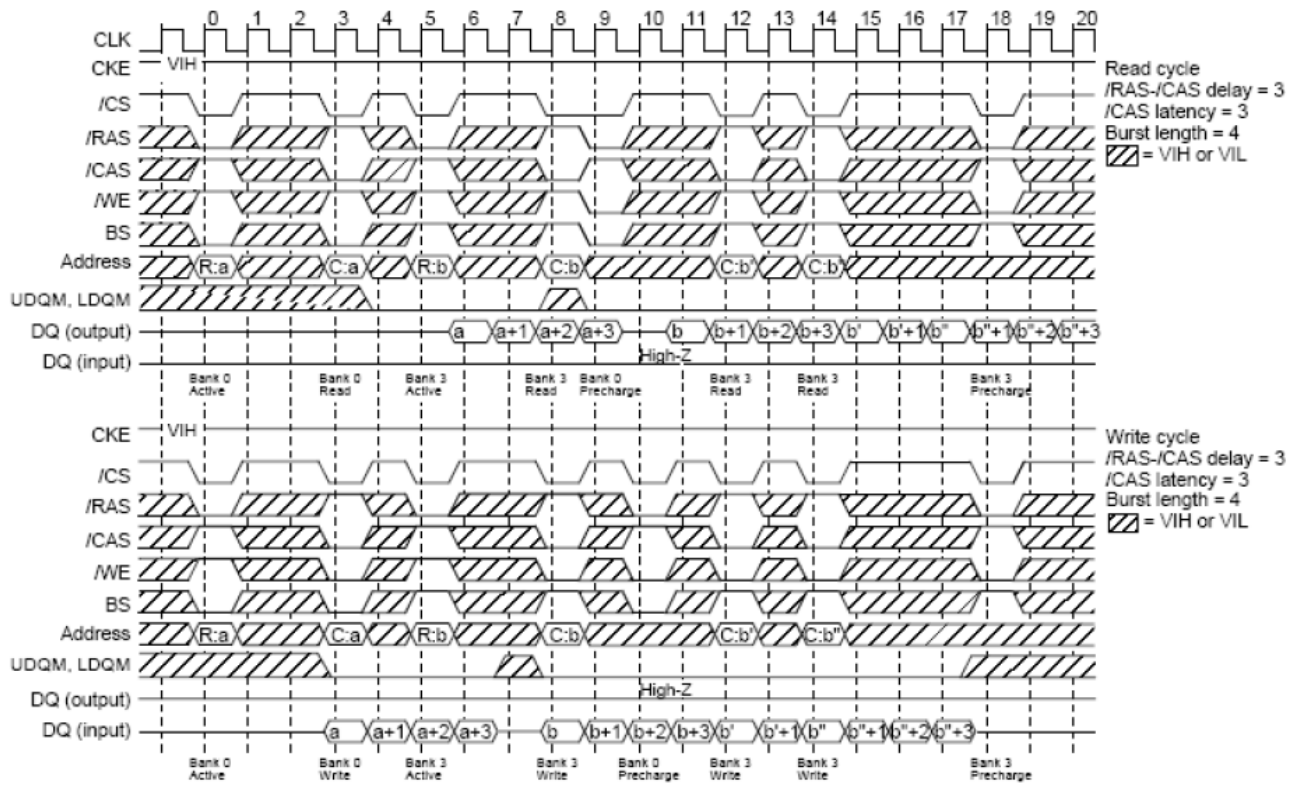 0 1 2 3 4 5 6 7 8 9 10 11 12 13 14 15 16 17 18 19 20
CLK
CKE VIH
/CS
/RAS
/CAS
/WE
BS
Address R:a C:a R:b C:b C:b' C:b"
UDQM, LDQM
DQ (output) a a+1 a+2 a+3 b b+1 b+2 b+3 b' b'+1 b" b"+1 b"+2 b"+3
DQ (input) High-Z
Bank 0 Active
Bank 0 Read
Bank 3 Active
Bank 3 Read
Bank 0 Precharge
Bank 3 Read
Bank 3 Read
Bank 3 Precharge
Read cycle
/RAS-/CAS delay = 3
/CAS latency = 3
Burst length = 4
= VIH or VIL
CKE VIH
/CS
/RAS
/CAS
/WE
BS
Address R:a C:a R:b C:b C:b' C:b"
UDQM, LDQM
DQ (output) High-Z
DQ (input) a a+1 a+2 a+3 b b+1 b+2 b+3 b' b'+1 b" b"+1 b"+2 b"+3
Bank 0 Active
Bank 0 Write
Bank 3 Active
Bank 3 Write
Bank 0 Precharge
Bank 3 Write
Bank 3 Write
Bank 3 Precharge
Write cycle
/RAS-/CAS delay = 3
/CAS latency = 3
Burst length = 4
= VIH or VIL